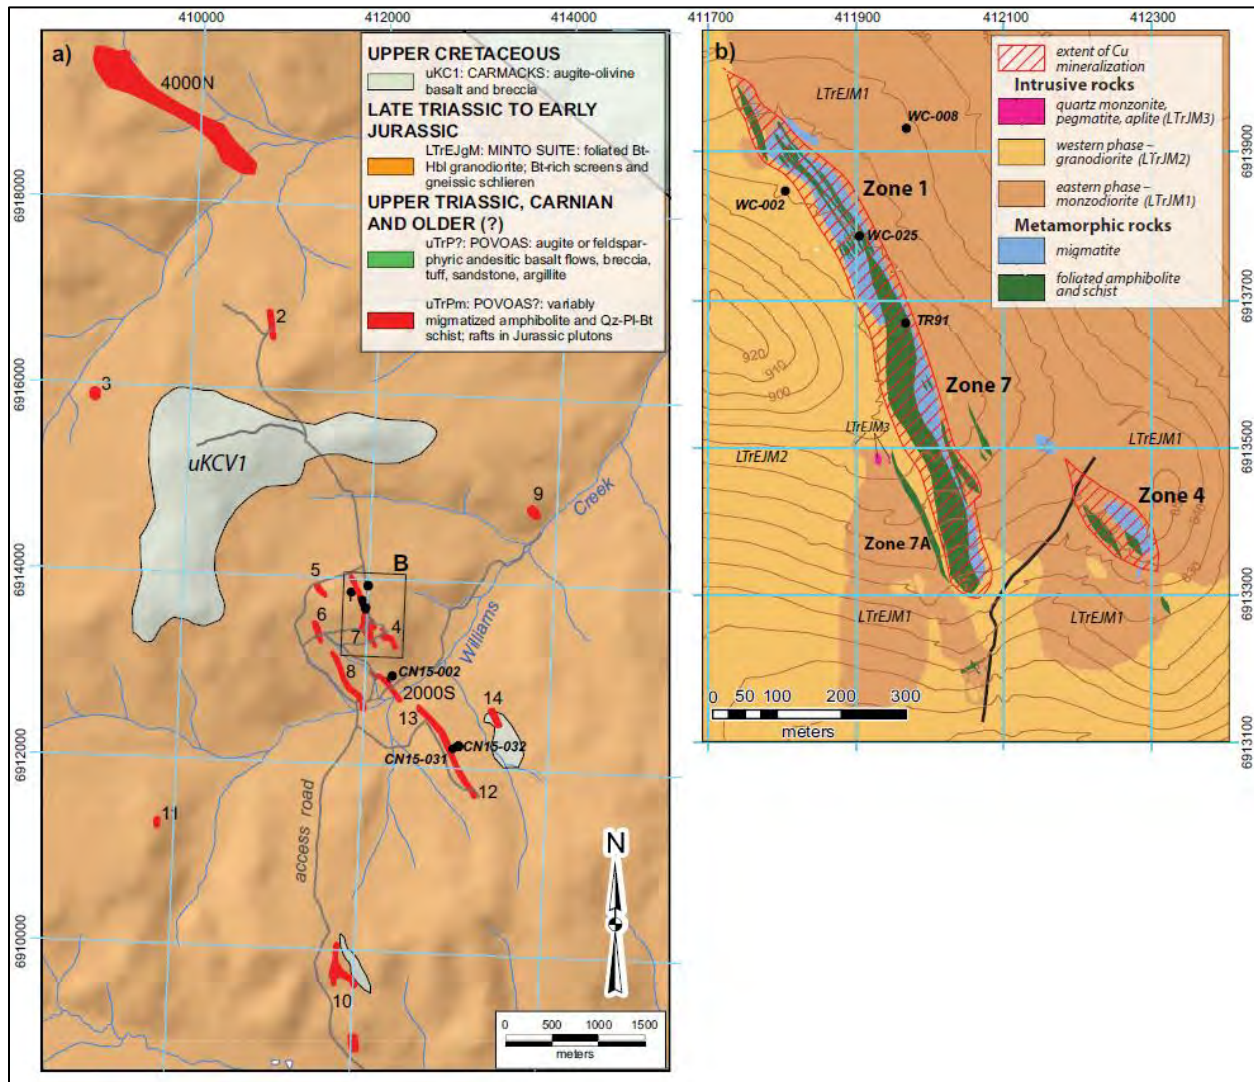 410000
412000
414000
a)
UPPER CRETACEOUS
uKC1: CARMACKS: augite-olivine
basalt and breccia
LATE TRIASSIC TO EARLY
JURASSIC
LTrEJgM: MINTO SUITE: foliated Bt-
Hbl granodiorite; Bt-rich screens and
gneissic schlieren
UPPER TRIASSIC, CARNIAN
AND OLDER (?)
uTrP?: POVOAS: augite or feldspar-
phyric andesitic basalt flows, breccia,
tuff, sandstone, argillite
uTrPm: POVOAS?: variably
migmatized amphibolite and Qz-Pl-Bt
schist; rafts in Jurassic plutons
4000N
6918000
2
3
6916000
uKCV1
9
Creek
6914000
5
B
1
6
7
4
Williams
8
CN15-002
2000S
14
13
CN15-032
CN15-031
6912000
12
11
access road
N
6910000
10
0 500 1000 1500
meters
411700
411900
412100
412300
b)
extent of Cu
mineralization
Intrusive rocks
quartz monzonite,
pegmatite, aplite (LTrJM3)
western phase –
granodiorite (LTrJM2)
eastern phase –
monzodiorite (LTrJM1)
Metamorphic rocks
migmatite
foliated amphibolite
and schist
LTrEJM1
WC-008
6913900
Zone 1
WC-002
WC-025
6913700
TR91
920
910
900
Zone 7
LTrEJM3
LTrEJM1
LTrEJM2
6913500
Zone 4
Zone 7A
830
6913300
LTrEJM1
LTrEJM1
0 50 100 200 300
meters
6913100